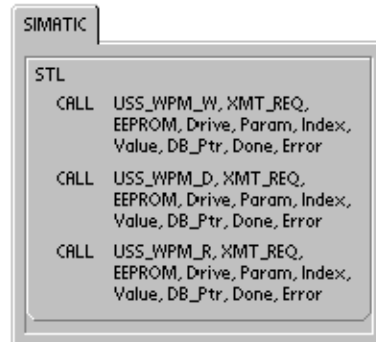 SIMATIC
STL
CALL USS_WPM_W, XMT_REQ,
EEPROM, Drive, Param, Index,
Value, DB_Ptr, Done, Error
CALL USS_WPM_D, XMT_REQ,
EEPROM, Drive, Param, Index,
Value, DB_Ptr, Done, Error
CALL USS_WPM_R, XMT_REQ,
EEPROM, Drive, Param, Index,
Value, DB_Ptr, Done, Error